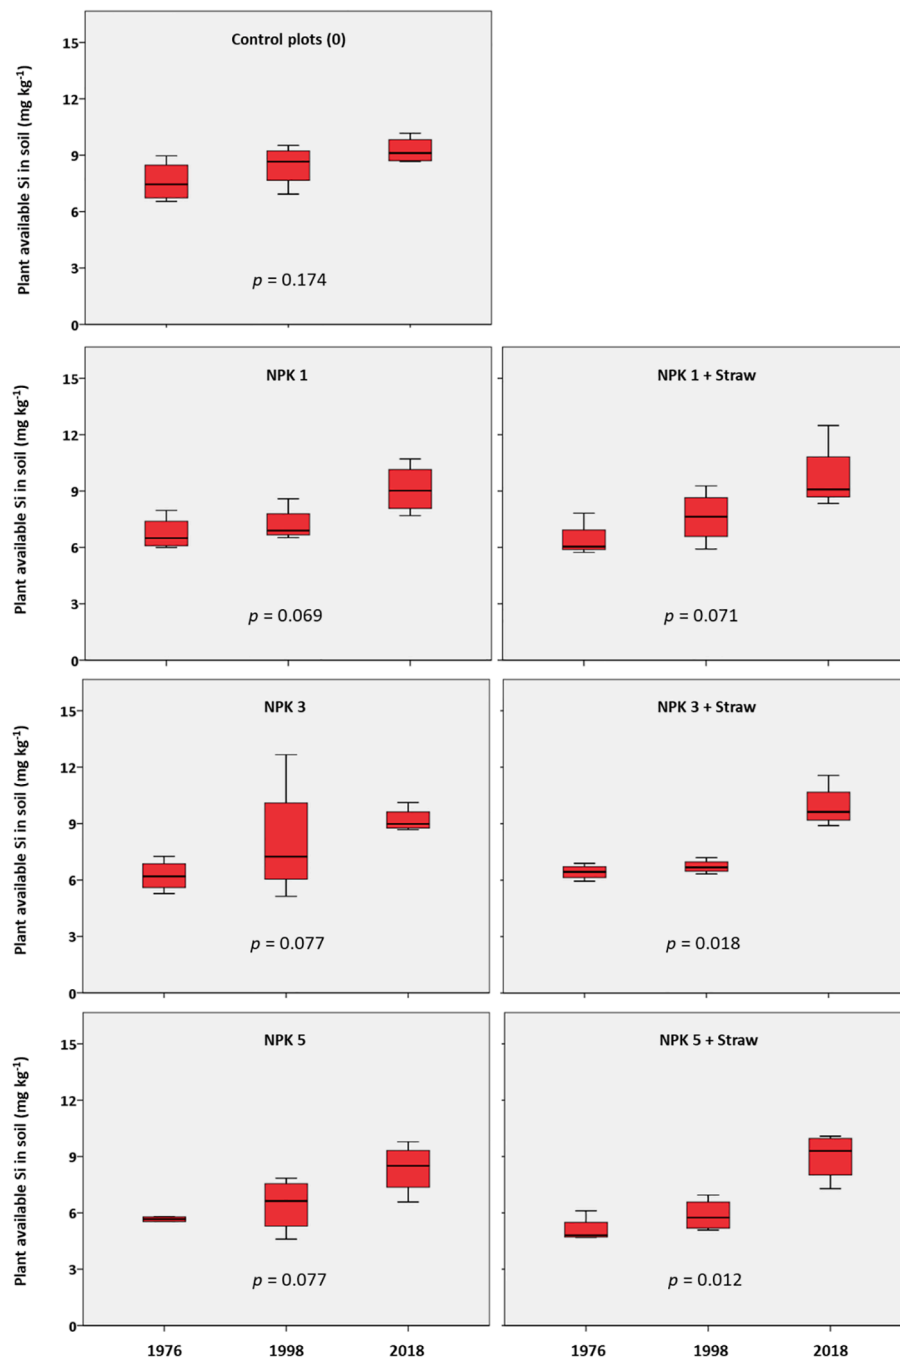 Control plots (0)
Plant available Si in soil (mg kg⁻¹)
15
12
9
6
3
0
p = 0.174
NPK 1
Plant available Si in soil (mg kg⁻¹)
15
12
9
6
3
0
p = 0.069
NPK 1 + Straw
p = 0.071
NPK 3
Plant available Si in soil (mg kg⁻¹)
15
12
9
6
3
0
p = 0.077
NPK 3 + Straw
p = 0.018
NPK 5
Plant available Si in soil (mg kg⁻¹)
15
12
9
6
3
0
p = 0.077
1976 1998 2018
NPK 5 + Straw
p = 0.012
1976 1998 2018